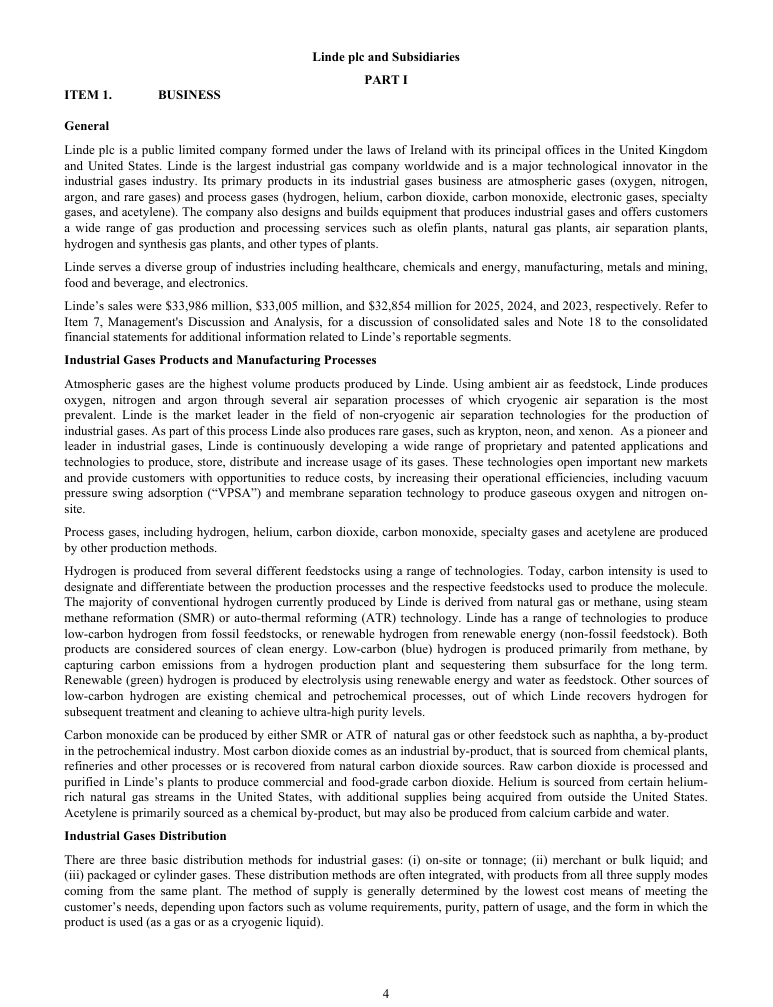 Linde plc and Subsidiaries
PART I
ITEM 1. BUSINESS
General
Linde plc is a public limited company formed under the laws of Ireland with its principal offices in the United Kingdom
and United States. Linde is the largest industrial gas company worldwide and is a major technological innovator in the
industrial gases industry. Its primary products in its industrial gases business are atmospheric gases (oxygen, nitrogen,
argon, and rare gases) and process gases (hydrogen, helium, carbon dioxide, carbon monoxide, electronic gases, specialty
gases, and acetylene). The company also designs and builds equipment that produces industrial gases and offers customers
a wide range of gas production and processing services such as olefin plants, natural gas plants, air separation plants,
hydrogen and synthesis gas plants, and other types of plants.
Linde serves a diverse group of industries including healthcare, chemicals and energy, manufacturing, metals and mining,
food and beverage, and electronics.
Linde’s sales were $33,986 million, $33,005 million, and $32,854 million for 2025, 2024, and 2023, respectively. Refer to
Item 7, Management's Discussion and Analysis, for a discussion of consolidated sales and Note 18 to the consolidated
financial statements for additional information related to Linde’s reportable segments.
Industrial Gases Products and Manufacturing Processes
Atmospheric gases are the highest volume products produced by Linde. Using ambient air as feedstock, Linde produces
oxygen, nitrogen and argon through several air separation processes of which cryogenic air separation is the most
prevalent. Linde is the market leader in the field of non-cryogenic air separation technologies for the production of
industrial gases. As part of this process Linde also produces rare gases, such as krypton, neon, and xenon.  As a pioneer and
leader in industrial gases, Linde is continuously developing a wide range of proprietary and patented applications and
technologies to produce, store, distribute and increase usage of its gases. These technologies open important new markets
and provide customers with opportunities to reduce costs, by increasing their operational efficiencies, including vacuum
pressure swing adsorption (“VPSA”) and membrane separation technology to produce gaseous oxygen and nitrogen on-
site.
Process gases, including hydrogen, helium, carbon dioxide, carbon monoxide, specialty gases and acetylene are produced
by other production methods.
Hydrogen is produced from several different feedstocks using a range of technologies. Today, carbon intensity is used to
designate and differentiate between the production processes and the respective feedstocks used to produce the molecule.
The majority of conventional hydrogen currently produced by Linde is derived from natural gas or methane, using steam
methane reformation (SMR) or auto-thermal reforming (ATR) technology. Linde has a range of technologies to produce
low-carbon hydrogen from fossil feedstocks, or renewable hydrogen from renewable energy (non-fossil feedstock). Both
products are considered sources of clean energy. Low-carbon (blue) hydrogen is produced primarily from methane, by
capturing carbon emissions from a hydrogen production plant and sequestering them subsurface for the long term.
Renewable (green) hydrogen is produced by electrolysis using renewable energy and water as feedstock. Other sources of
low-carbon hydrogen are existing chemical and petrochemical processes, out of which Linde recovers hydrogen for
subsequent treatment and cleaning to achieve ultra-high purity levels.
Carbon monoxide can be produced by either SMR or ATR of  natural gas or other feedstock such as naphtha, a by-product
in the petrochemical industry. Most carbon dioxide comes as an industrial by-product, that is sourced from chemical plants,
refineries and other processes or is recovered from natural carbon dioxide sources. Raw carbon dioxide is processed and
purified in Linde’s plants to produce commercial and food-grade carbon dioxide. Helium is sourced from certain helium-
rich natural gas streams in the United States, with additional supplies being acquired from outside the United States.
Acetylene is primarily sourced as a chemical by-product, but may also be produced from calcium carbide and water.
Industrial Gases Distribution
There are three basic distribution methods for industrial gases: (i) on-site or tonnage; (ii) merchant or bulk liquid; and
(iii) packaged or cylinder gases. These distribution methods are often integrated, with products from all three supply modes
coming from the same plant. The method of supply is generally determined by the lowest cost means of meeting the
customer’s needs, depending upon factors such as volume requirements, purity, pattern of usage, and the form in which the
product is used (as a gas or as a cryogenic liquid).
4